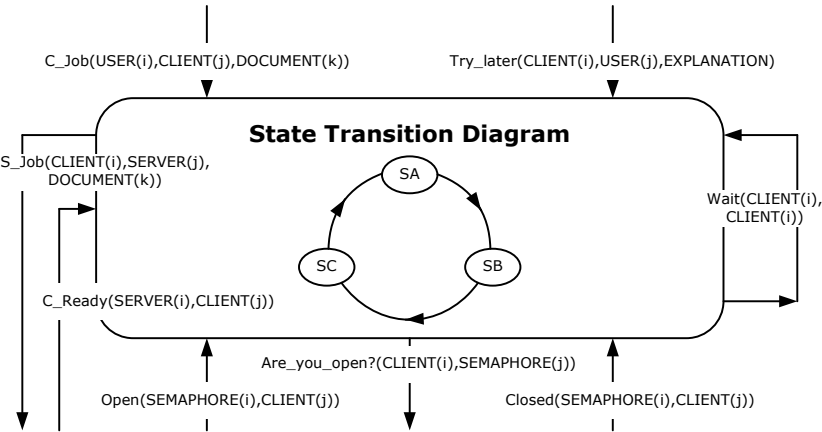 C_Job(USER(i),CLIENT(j),DOCUMENT(k))
Try_later(CLIENT(i),USER(j),EXPLANATION)
State Transition Diagram
S_Job(CLIENT(i),SERVER(j),
DOCUMENT(k))
SA
Wait(CLIENT(i),
CLIENT(i))
SC
SB
C_Ready(SERVER(i),CLIENT(j))
Are_you_open?(CLIENT(i),SEMAPHORE(j))
Open(SEMAPHORE(i),CLIENT(j))
Closed(SEMAPHORE(i),CLIENT(j))